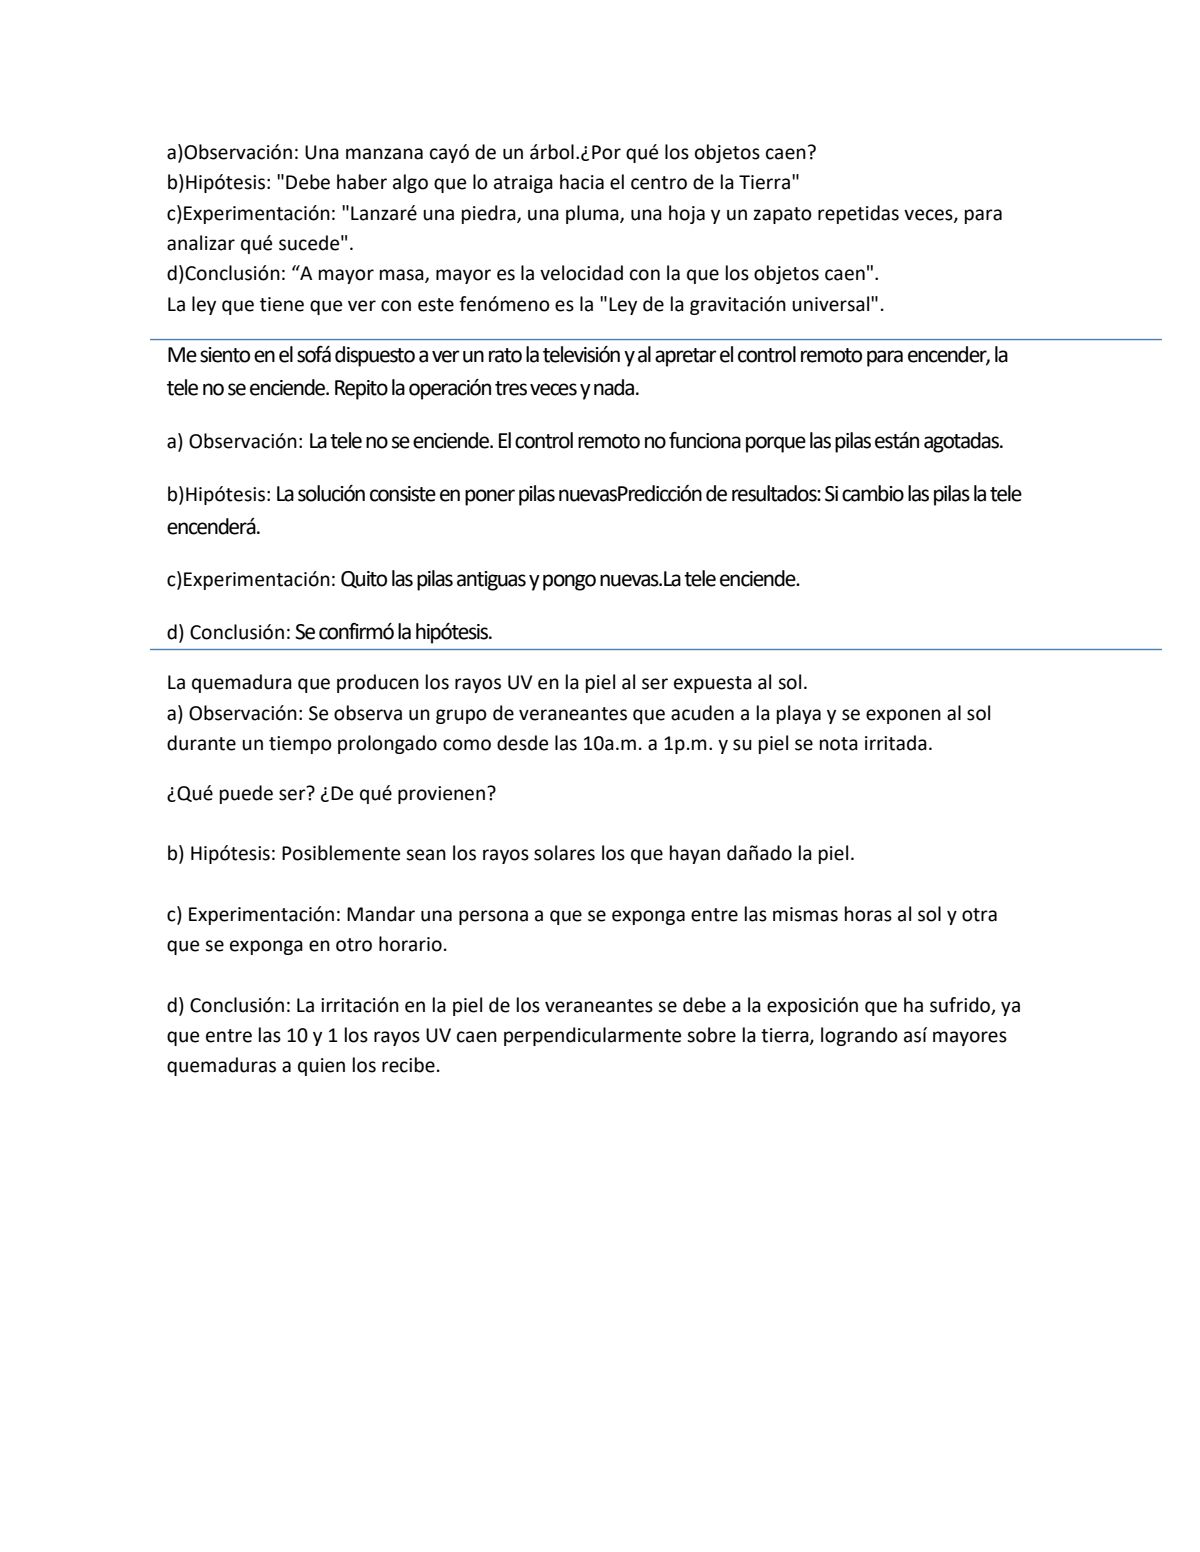 a)Observación: Una manzana cayó de un árbol.¿Por qué los objetos caen?
b)Hipótesis: "Debe haber algo que lo atraiga hacia el centro de la Tierra"
c)Experimentación: "Lanzaré una piedra, una pluma, una hoja y un zapato repetidas veces, para
analizar qué sucede".
d)Conclusión: “A mayor masa, mayor es la velocidad con la que los objetos caen".
La ley que tiene que ver con este fenómeno es la "Ley de la gravitación universal".
Me siento en el sofá dispuesto a ver un rato la televisión y al apretar el control remoto para encender, la
tele no se enciende. Repito la operación tres veces y nada.
a) Observación: La tele no se enciende. El control remoto no funciona porque las pilas están agotadas.
b)Hipótesis: La solución consiste en poner pilas nuevasPredicción de resultados: Si cambio las pilas la tele
encenderá.
c)Experimentación: Quito las pilas antiguas y pongo nuevas.La tele enciende.
d) Conclusión: Se confirmó la hipótesis.
La quemadura que producen los rayos UV en la piel al ser expuesta al sol.
a) Observación: Se observa un grupo de veraneantes que acuden a la playa y se exponen al sol
durante un tiempo prolongado como desde las 10a.m. a 1p.m. y su piel se nota irritada.
¿Qué puede ser? ¿De qué provienen?
b) Hipótesis: Posiblemente sean los rayos solares los que hayan dañado la piel.
c) Experimentación: Mandar una persona a que se exponga entre las mismas horas al sol y otra
que se exponga en otro horario.
d) Conclusión: La irritación en la piel de los veraneantes se debe a la exposición que ha sufrido, ya
que entre las 10 y 1 los rayos UV caen perpendicularmente sobre la tierra, logrando así mayores
quemaduras a quien los recibe.